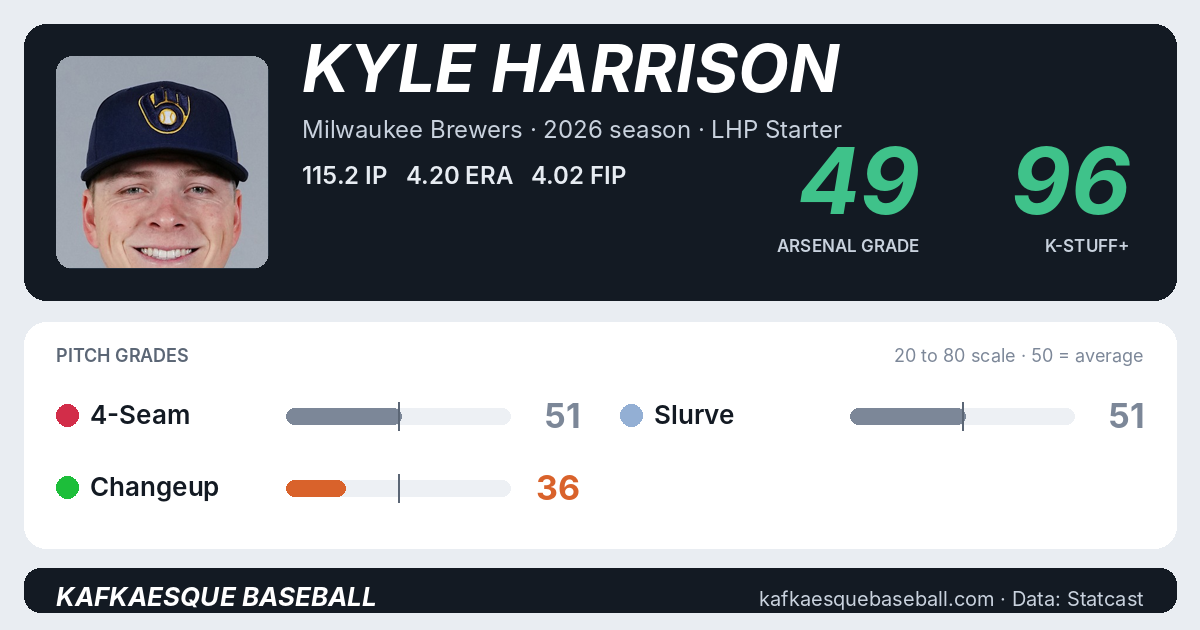 KYLE HARRISON
Milwaukee Brewers · 2026 season · LHP Starter
115.2 IP 4.20 ERA 4.02 FIP
49 96
ARSENAL GRADE K-STUFF+
PITCH GRADES 20 to 80 scale · 50 = average
4-Seam 51 Slurve 51
Changeup 36
KAFKAESQUE BASEBALL kafkaesquebaseball.com · Data: Statcast